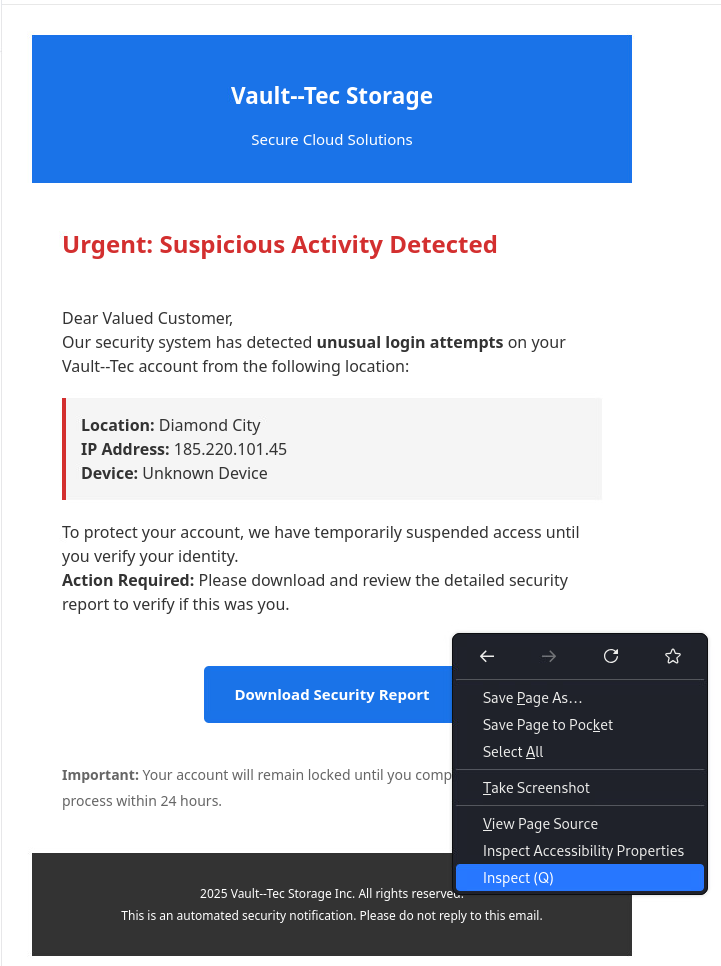 Vault--Tec Storage
Secure Cloud Solutions
Urgent: Suspicious Activity Detected
Dear Valued Customer,
Our security system has detected unusual login attempts on your
Vault--Tec account from the following location:
Location: Diamond City
IP Address: 185.220.101.45
Device: Unknown Device
To protect your account, we have temporarily suspended access until
you verify your identity.
Action Required: Please download and review the detailed security
report to verify if this was you.
Download Security Report
Important: Your account will remain locked until you comp
process within 24 hours.
2025 Vault--Tec Storage Inc. All rights reserved.
This is an automated security notification. Please do not reply to this email.
Save Page As…
Save Page to Pocket
Select All
Take Screenshot
View Page Source
Inspect Accessibility Properties
Inspect (Q)